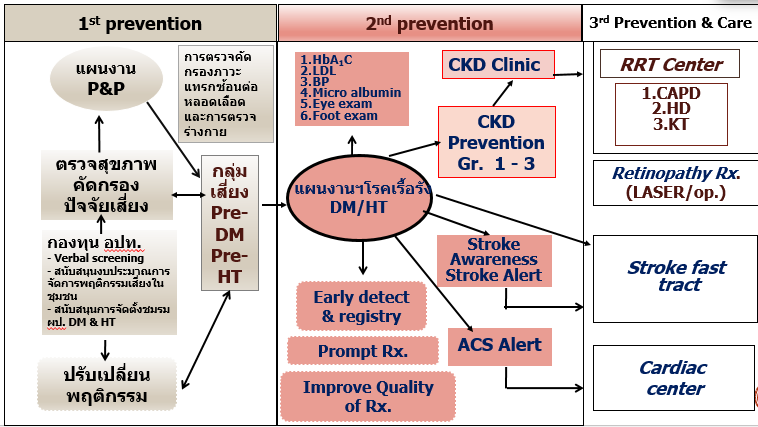 1st prevention
2nd prevention
3rd Prevention & Care
แผนงาน
P&P
การตรวจคัด
กรองภาวะ
แทรกซ้อนต่อ
หลอดเลือด
และการตรวจ
ร่างกาย
ตรวจสุขภาพ
คัดกรอง
ปัจจัยเสี่ยง
กลุ่ม
เสี่ยง
Pre-
DM
Pre-
HT
กองทุน อปท.
- Verbal screening
- สนับสนุนงบประมาณการ
จัดการพฤติกรรมเสี่ยงใน
ชุมชน
- สนับสนุนการจัดตั้งชมรม
ผป. DM & HT
ปรับเปลี่ยน
พฤติกรรม
1.HbA1C
2.LDL
3.BP
4.Micro albumin
5.Eye exam
6.Foot exam
CKD Clinic
CKD
Prevention
Gr. 1 - 3
แผนงานฯโรคเรื้อรัง
DM/HT
Stroke
Awareness
Stroke Alert
Early detect
& registry
Prompt Rx.
ACS Alert
Improve Quality
of Rx.
RRT Center
1.CAPD
2.HD
3.KT
Retinopathy Rx.
(LASER/op.)
Stroke fast
tract
Cardiac
center